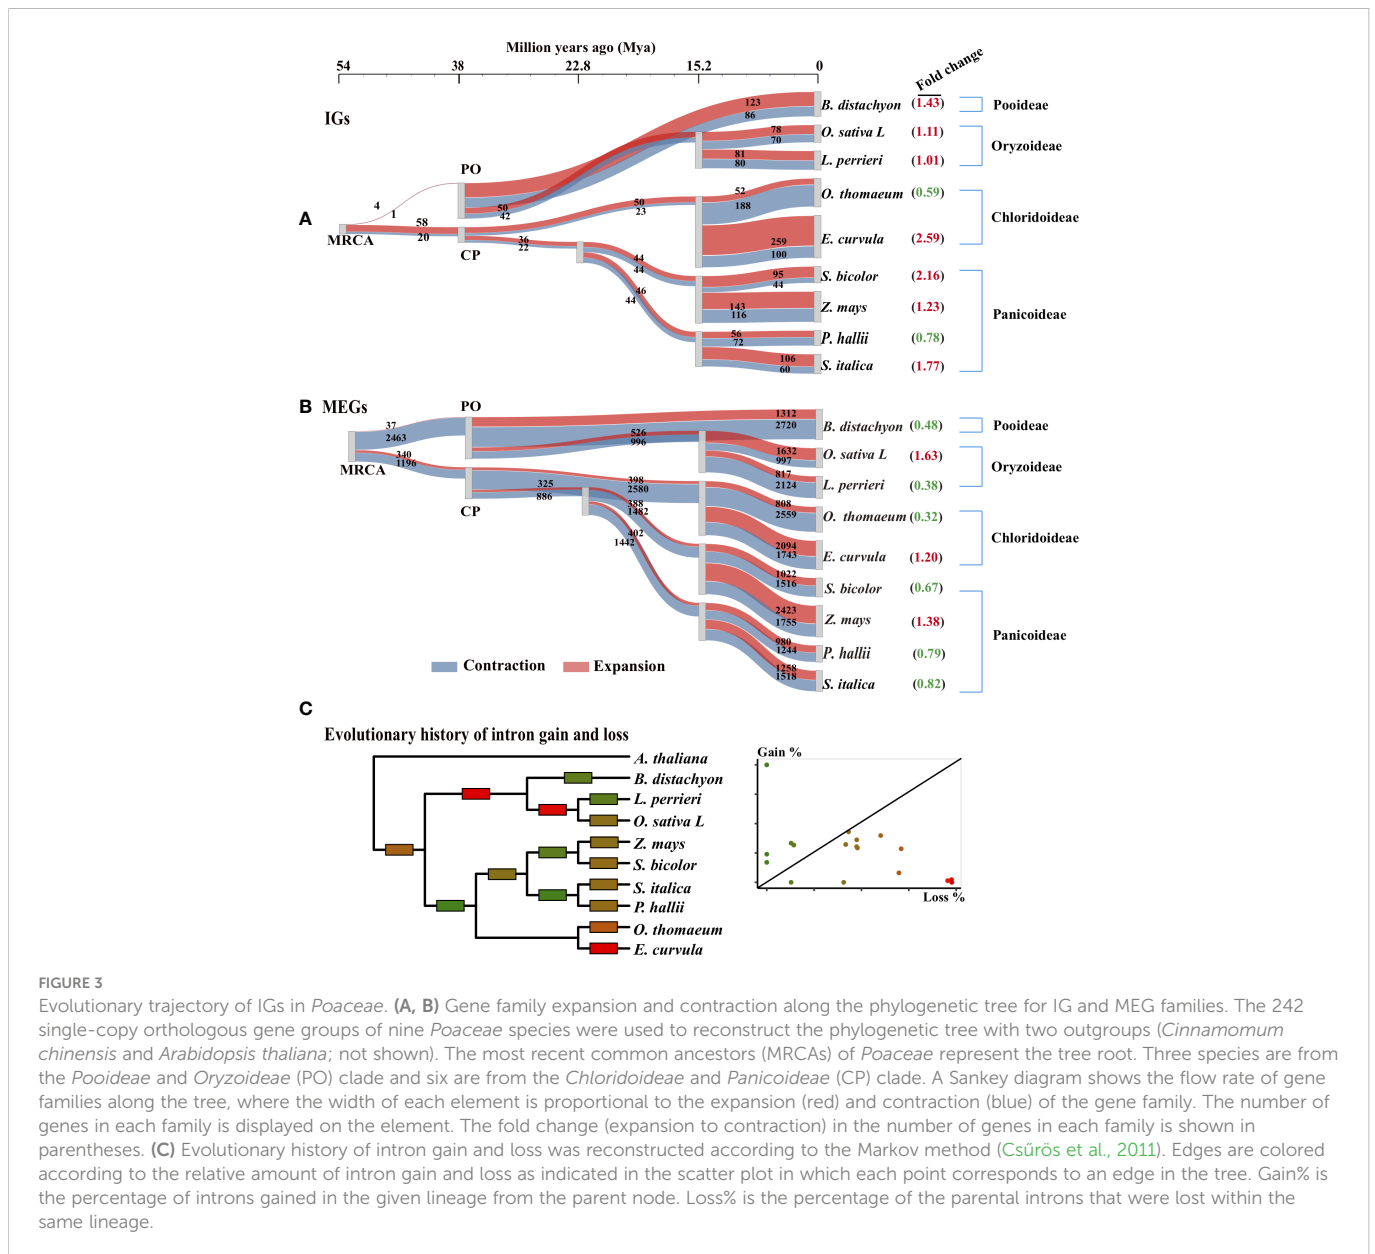 Million years ago (Mya)
54 38 22.8 15.2 0
Fold change
IGs
A
MRCA
PO
CP
4
1
58
20
50
42
50
23
36
22
44
44
46
44
123
86
B. distachyon (1.43)
Pooideae
78
70
O. sativa L (1.11)
Oryzoideae
81
80
L. perrieri (1.01)
52
188
O. thomaeum (0.59)
Chloridoideae
259
100
E. curvula (2.59)
95
44
S. bicolor (2.16)
143
116
Z. mays (1.23)
Panicoideae
56
72
P. hallii (0.78)
106
60
S. italica (1.77)
B MEGs
MRCA
PO
CP
37
2463
340
1196
526
996
325
886
398
2580
388
1482
402
1442
1312
2720
B. distachyon (0.48)
Pooideae
1632
997
O. sativa L (1.63)
Oryzoideae
817
2124
L. perrieri (0.38)
808
2559
O. thomaeum (0.32)
Chloridoideae
2094
1743
E. curvula (1.20)
1022
1516
S. bicolor (0.67)
2423
1755
Z. mays (1.38)
Panicoideae
980
1244
P. hallii (0.79)
1258
1518
S. italica (0.82)
Contraction Expansion
C
Evolutionary history of intron gain and loss
A. thaliana
B. distachyon
L. perrieri
O. sativa L
Z. mays
S. bicolor
S. italica
P. hallii
O. thomaeum
E. curvula
Gain %
Loss %
FIGURE 3
Evolutionary trajectory of IGs in Poaceae. (A, B) Gene family expansion and contraction along the phylogenetic tree for IG and MEG families. The 242
single-copy orthologous gene groups of nine Poaceae species were used to reconstruct the phylogenetic tree with two outgroups (Cinnamomum
chinensis and Arabidopsis thaliana; not shown). The most recent common ancestors (MRCAs) of Poaceae represent the tree root. Three species are from
the Pooideae and Oryzoideae (PO) clade and six are from the Chloridoideae and Panicoideae (CP) clade. A Sankey diagram shows the flow rate of gene
families along the tree, where the width of each element is proportional to the expansion (red) and contraction (blue) of the gene family. The number of
genes in each family is displayed on the element. The fold change (expansion to contraction) in the number of genes in each family is shown in
parentheses. (C) Evolutionary history of intron gain and loss was reconstructed according to the Markov method (Csűrös et al., 2011). Edges are colored
according to the relative amount of intron gain and loss as indicated in the scatter plot in which each point corresponds to an edge in the tree. Gain% is
the percentage of introns gained in the given lineage from the parent node. Loss% is the percentage of the parental introns that were lost within the
same lineage.